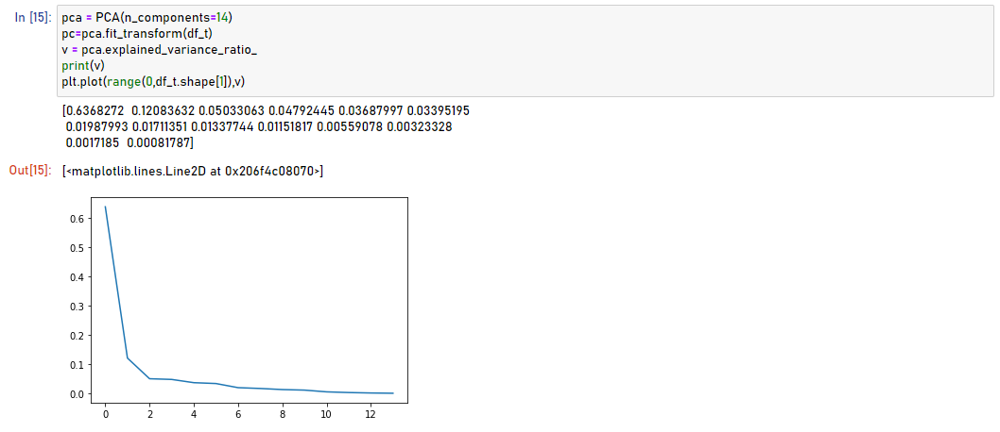 In [15]: pca = PCA(n_components=14)
pc=pca.fit_transform(df_t)
v = pca.explained_variance_ratio_
print(v)
plt.plot(range(0,df_t.shape[1]),v)
[0.6368272 0.12083632 0.05033063 0.04792445 0.03687997 0.03395195
0.01987993 0.01711351 0.01337744 0.01151817 0.00559078 0.00323328
0.0017185 0.00081787]
Out[15]: [<matplotlib.lines.Line2D at 0x206f4c08070>]
0.6
0.5
0.4
0.3
0.2
0.1
0.0
0 2 4 6 8 10 12